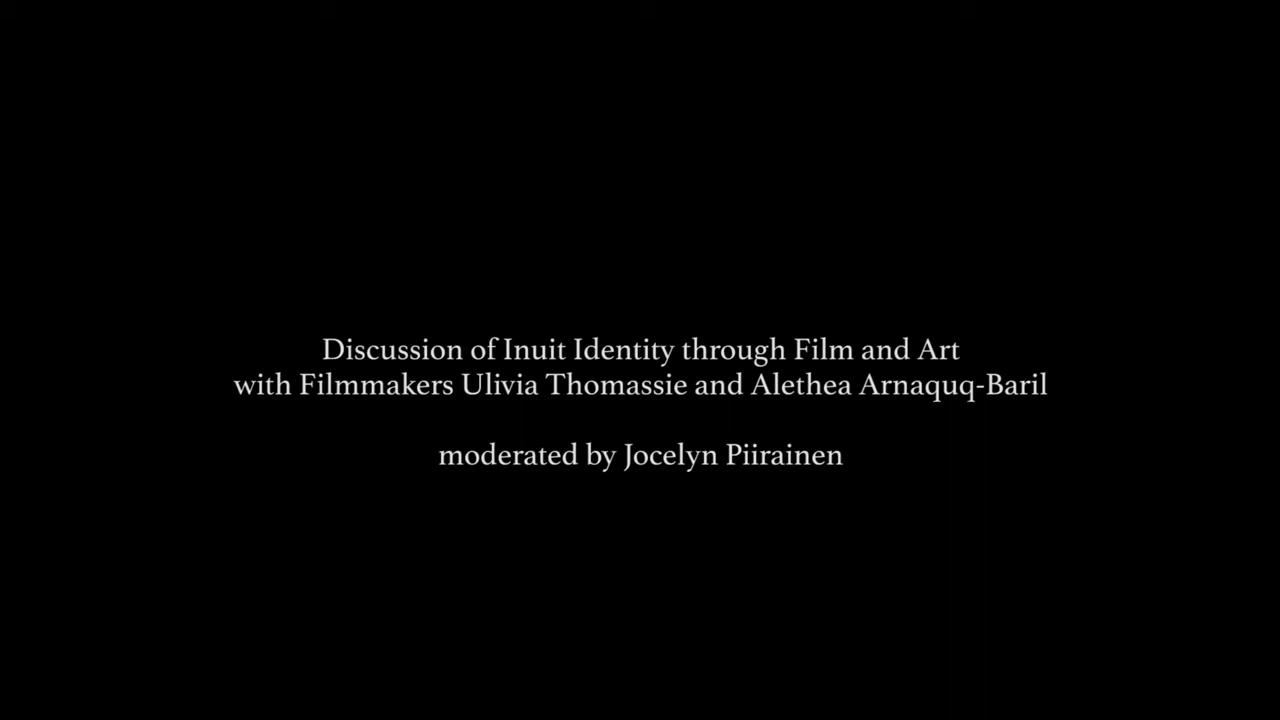 Discussion of Inuit Identity through Film and Art
with Filmmakers Ulivia Thomassie and Alethea Arnaquq-Baril
moderated by Jocelyn Piirainen